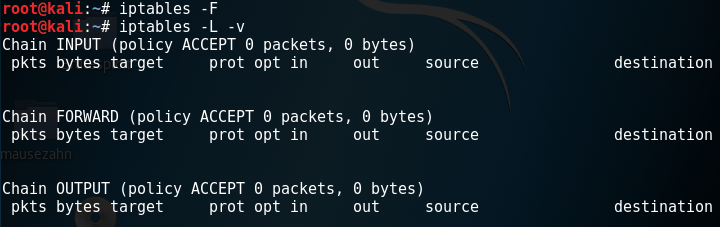 root@kali:~# iptables -F
root@kali:~# iptables -L -v
Chain INPUT (policy ACCEPT 0 packets, 0 bytes)
 pkts bytes target     prot opt in     out     source               destination

Chain FORWARD (policy ACCEPT 0 packets, 0 bytes)
 pkts bytes target     prot opt in     out     source               destination
mausezahn
Chain OUTPUT (policy ACCEPT 0 packets, 0 bytes)
 pkts bytes target     prot opt in     out     source               destination